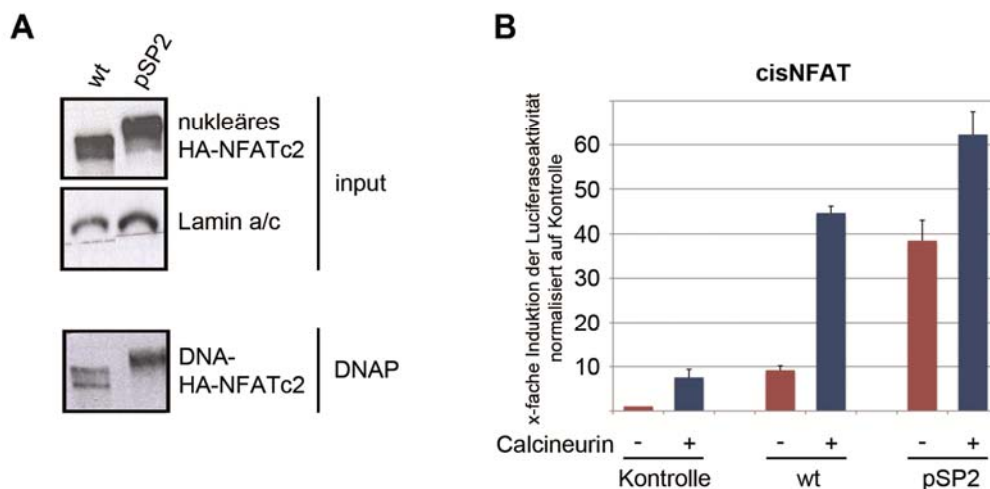 A
wt pSP2
nukleäres
HA-NFATc2
input
Lamin a/c
DNA-
HA-NFATc2
DNAP
B
cisNFAT
x-fache Induktion der Luciferaseaktivität
normalisiert auf Kontrolle
60
50
40
30
20
10
Calcineurin - + - + - +
Kontrolle wt pSP2